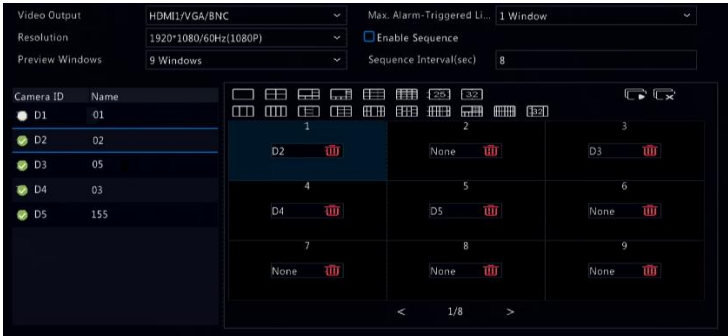 Video Output HDMI1/VGA/BNC Max. Alarm-Triggered Li... 1 Window
Resolution 1920*1080/60Hz(1080P) Enable Sequence
Preview Windows 9 Windows Sequence Interval(sec) 8
Camera ID Name
25 32
D1 01
32
1 2 3
D2 02
D2 None D3
D3 05
4 5 6
D4 03
D4 D5 None
D5 155
7 8 9
None None None
< 1/8 >